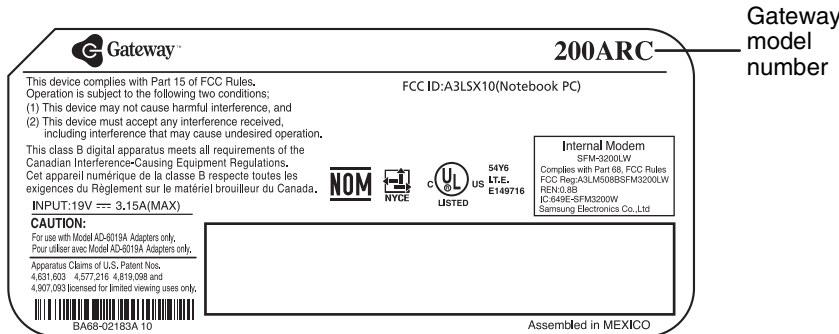 Gateway™
200ARC
Gateway
model
number
This device complies with Part 15 of FCC Rules.
Operation is subject to the following two conditions;
(1) This device may not cause harmful interference, and
(2) This device must accept any interference received,
including interference that may cause undesired operation.
This class B digital apparatus meets all requirements of the
Canadian Interference-Causing Equipment Regulations.
Cet appareil numérique de la classe B respecte toutes les
exigences du Règlement sur le matériel brouilleur du Canada.
INPUT:19V ⎓ 3.15A(MAX)
CAUTION:
For use with Model AD-6019A Adapters only.
Pour utiliser avec Model AD-6019A Adapters only.
Apparatus Claims of U.S. Patent Nos.
4,631,603 4,577,216 4,819,098 and
4,907,093 licensed for limited viewing uses only.
BA68-02183A 10
FCC ID:A3LSX10(Notebook PC)
NOM
NYCE
C UL ® US
LISTED
54Y6
I.T.E.
E149716
Internal Modem
SFM-3200LW
Complies with Part 68, FCC Rules
FCC Reg:A3LM508BSFM3200LW
REN:0.8B
IC:649E-SFM3200W
Samsung Electronics Co.,Ltd
Assembled in MEXICO